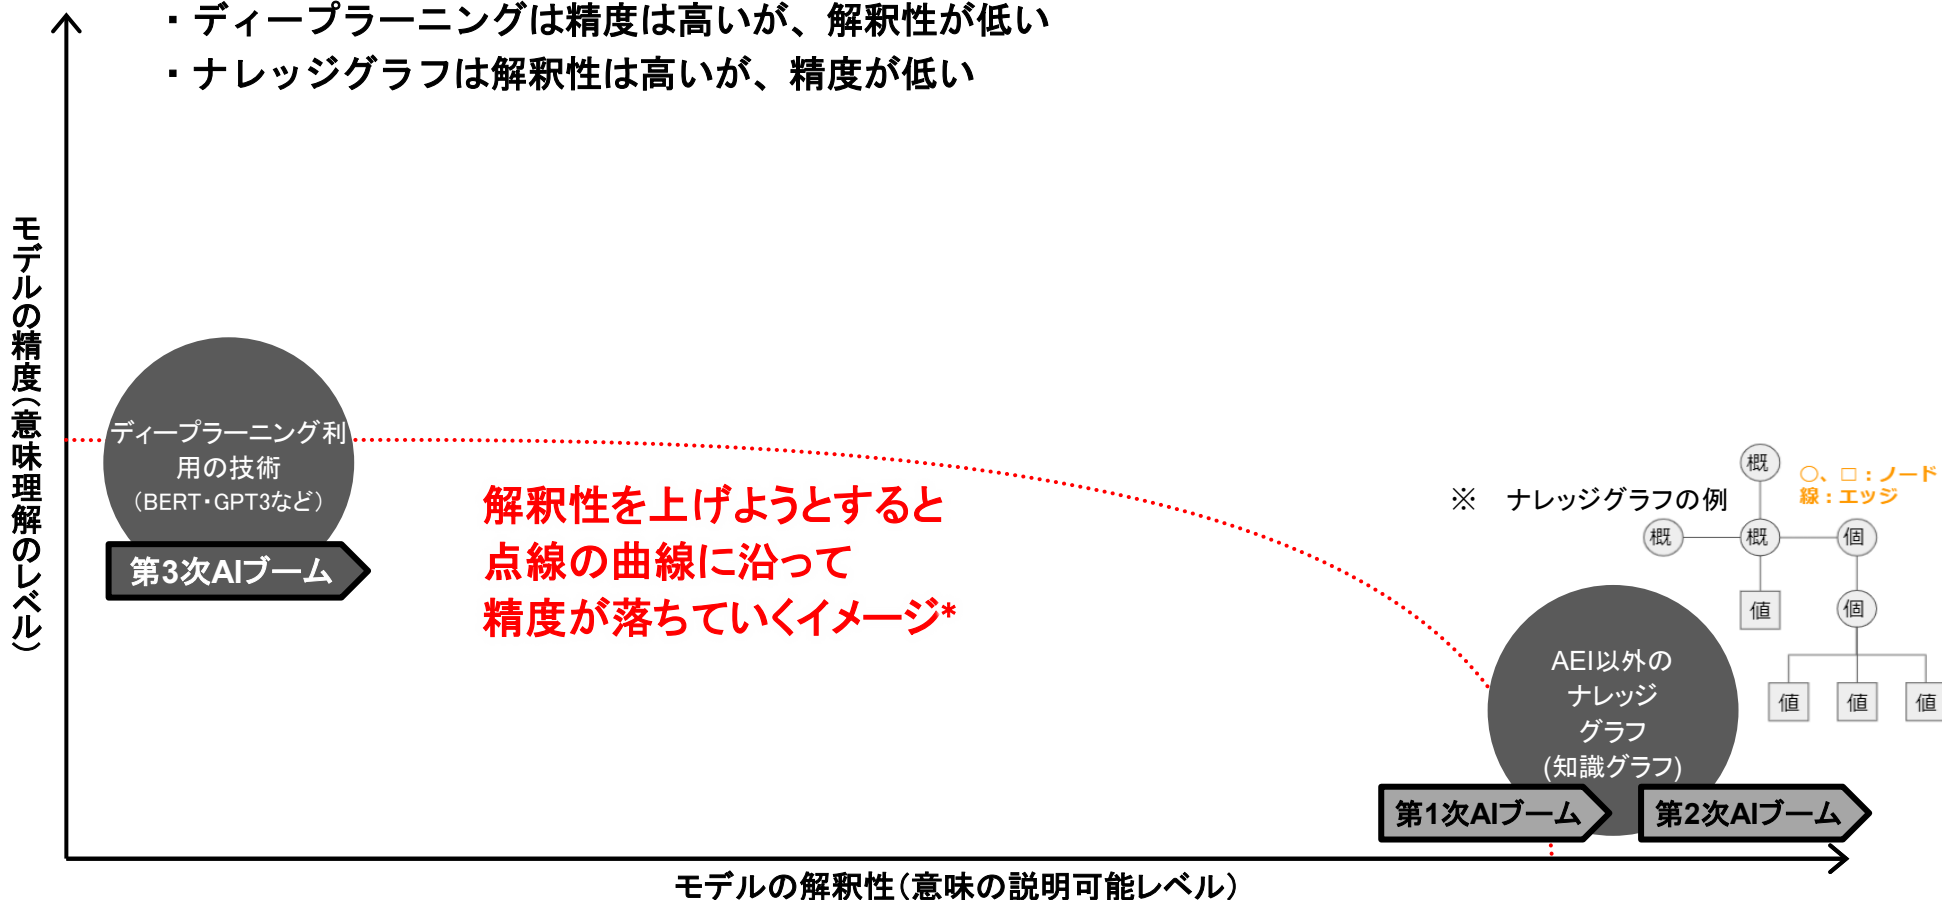 ・ディープラーニングは精度は高いが、解釈性が低い
・ナレッジグラフは解釈性は高いが、精度が低い
モデルの精度(意味理解のレベル)
ディープラーニング利
用の技術
(BERT・GPT3など)
第3次AIブーム
解釈性を上げようとすると
点線の曲線に沿って
精度が落ちていくイメージ*
※ ナレッジグラフの例
概
○、□：ノード
線：エッジ
概
概
個
値
個
値
値
値
AEI以外の
ナレッジ
グラフ
(知識グラフ)
第1次AIブーム
第2次AIブーム
モデルの解釈性(意味の説明可能レベル)